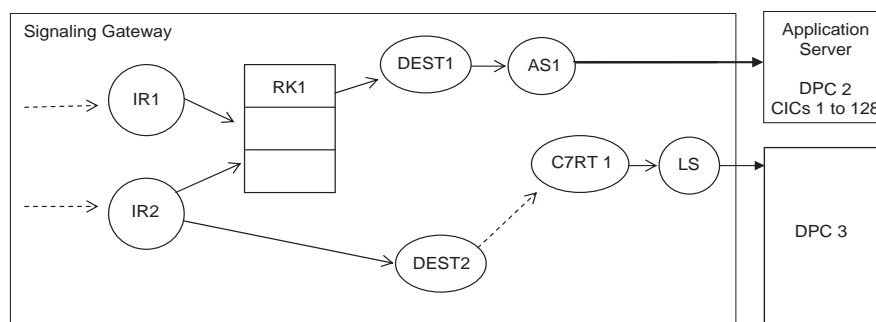 Signaling Gateway
IR1
RK1
DEST1
AS1
Application
Server
DPC 2
CICs 1 to 128
IR2
DEST2
C7RT 1
LS
DPC 3